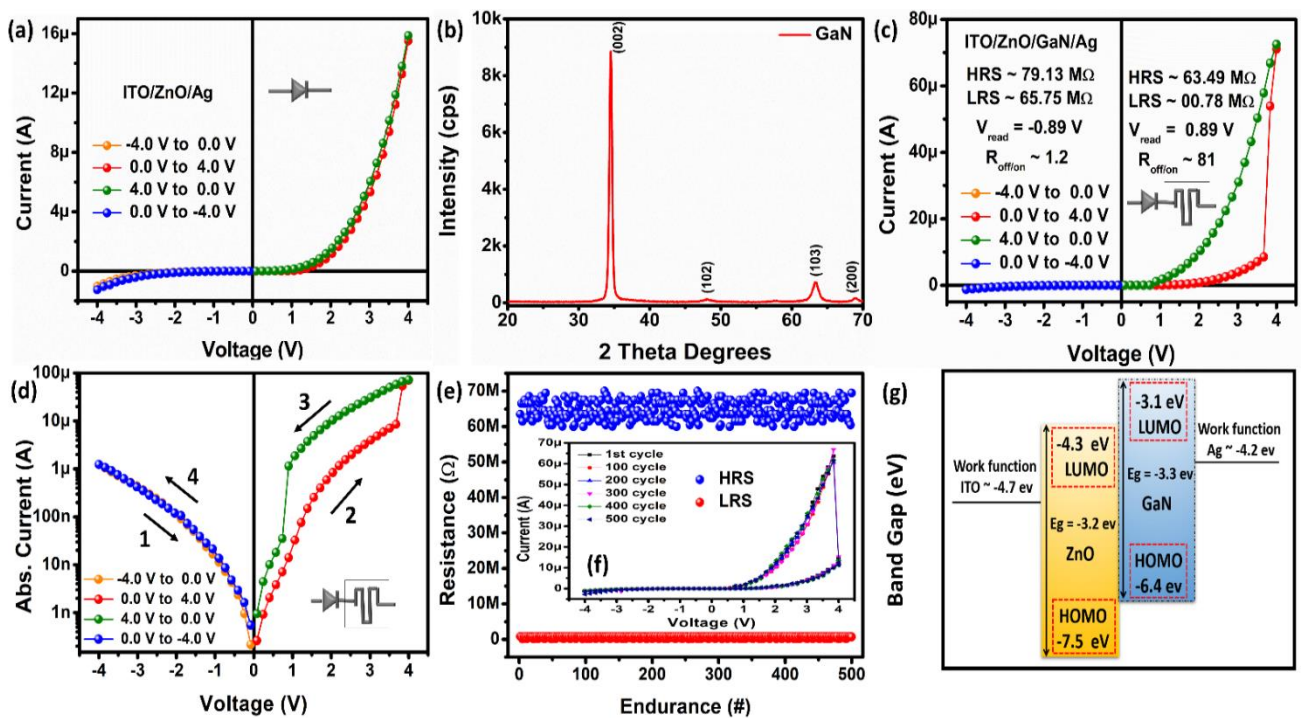 (a)
16µ
12µ
8µ
4µ
0
Current (A)
ITO/ZnO/Ag
-4.0 V to 0.0 V
0.0 V to 4.0 V
4.0 V to 0.0 V
0.0 V to -4.0 V
-4 -3 -2 -1 0 1 2 3 4
Voltage (V)
(b)
10k
8k
6k
4k
2k
0
Intensity (cps)
GaN
(002)
(102)
(103)
(200)
20 30 40 50 60 70
2 Theta Degrees
(c)
80µ
60µ
40µ
20µ
0
Current (A)
ITO/ZnO/GaN/Ag
HRS ~ 79.13 MΩ
LRS ~ 65.75 MΩ
Vread = -0.89 V
Roff/on ~ 1.2
HRS ~ 63.49 MΩ
LRS ~ 00.78 MΩ
Vread = 0.89 V
Roff/on ~ 81
-4.0 V to 0.0 V
0.0 V to 4.0 V
4.0 V to 0.0 V
0.0 V to -4.0 V
-4 -3 -2 -1 0 1 2 3 4
Voltage (V)
(d)
100µ
10µ
1µ
100n
10n
1n
Abs. Current (A)
1
2
3
4
-4.0 V to 0.0 V
0.0 V to 4.0 V
4.0 V to 0.0 V
0.0 V to -4.0 V
-4 -3 -2 -1 0 1 2 3 4
Voltage (V)
(e)
70M
60M
50M
40M
30M
20M
10M
0
Resistance (Ω)
HRS
LRS
70µ
60µ
50µ
40µ
30µ
20µ
10µ
0
Current (A)
1st cycle
100 cycle
200 cycle
300 cycle
400 cycle
500 cycle
(f)
-4 -3 -2 -1 0 1 2 3 4
Voltage (V)
0 100 200 300 400 500
Endurance (#)
(g)
Band Gap (eV)
Work function
ITO ~ -4.7 ev
-4.3 eV
LUMO
Eg = -3.2 ev
ZnO
HOMO
-7.5 eV
-3.1 eV
LUMO
Eg = -3.3 ev
GaN
HOMO
-6.4 ev
Work function
Ag ~ -4.2 ev